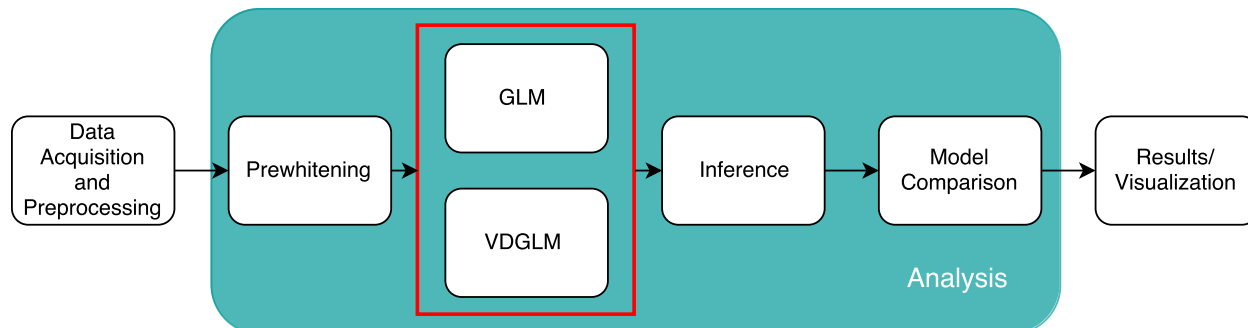 Data
Acquisition
and
Preprocessing
Prewhitening
GLM
VDGLM
Inference
Model
Comparison
Results/
Visualization
Analysis